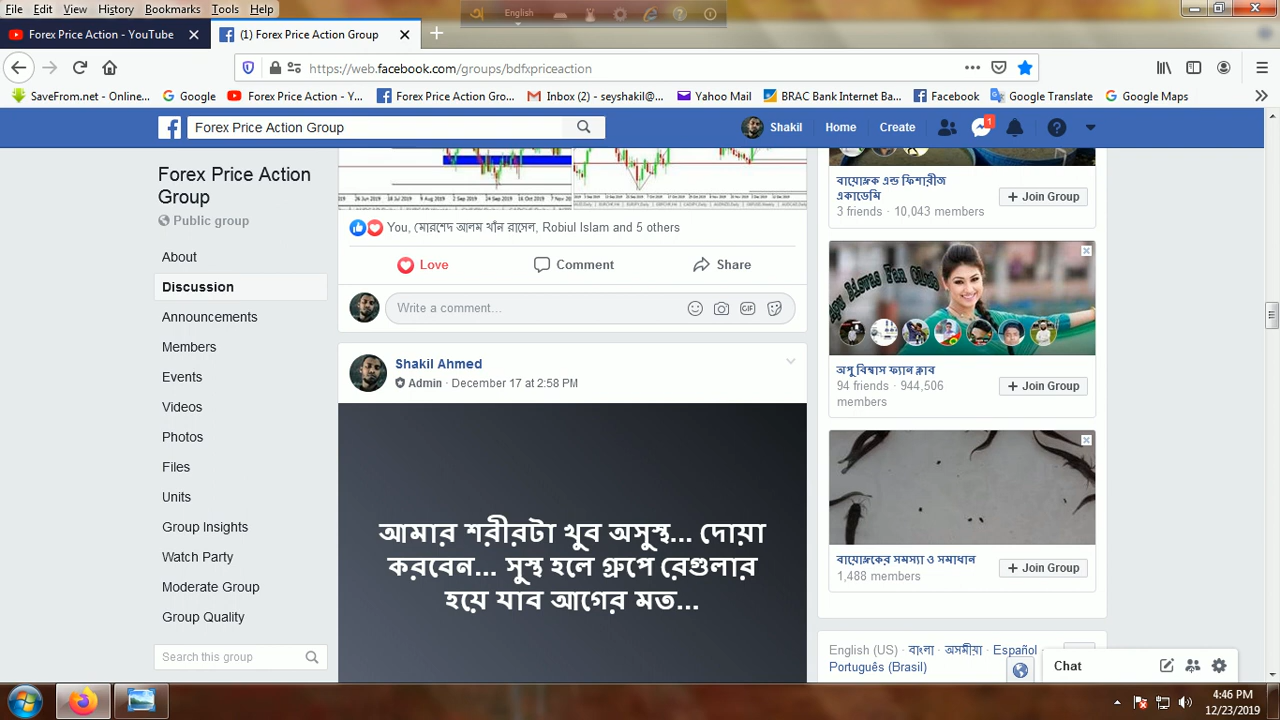 File Edit View History Bookmarks Tools Help
English
Forex Price Action - YouTube
(1) Forex Price Action Group
https://web.facebook.com/groups/bdfxpriceaction
SaveFrom.net - Online...
Google
Forex Price Action - Y...
Forex Price Action Gro...
Inbox (2) - seyshakil@...
Yahoo Mail
BRAC Bank Internet Ba...
Facebook
Google Translate
Google Maps
Forex Price Action Group
Shakil
Home
Create
1
Forex Price Action
Group
Public group
About
Discussion
Announcements
Members
Events
Videos
Photos
Files
Units
Group Insights
Watch Party
Moderate Group
Group Quality
Search this group
You, মোরশেদ আলম খাঁন রাসেল, Robiul Islam and 5 others
Love
Comment
Share
Write a comment...
GIF
Shakil Ahmed
Admin · December 17 at 2:58 PM
আমার শরীরটা খুব অসুস্থ... দোয়া
করবেন... সুস্থ হলে গ্রুপে রেগুলার
হয়ে যাব আগের মত...
বায়োফ্লক এন্ড ফিশারীজ
একাডেমি
3 friends · 10,043 members
+ Join Group
Fan Club
অপু বিশ্বাস ফ্যান ক্লাব
94 friends · 944,506
members
+ Join Group
বায়োফ্লকের সমস্যা ও সমাধান
1,488 members
+ Join Group
English (US) · বাংলা · অসমীয়া · Español ·
Português (Brasil)
Chat
4:46 PM
12/23/2019